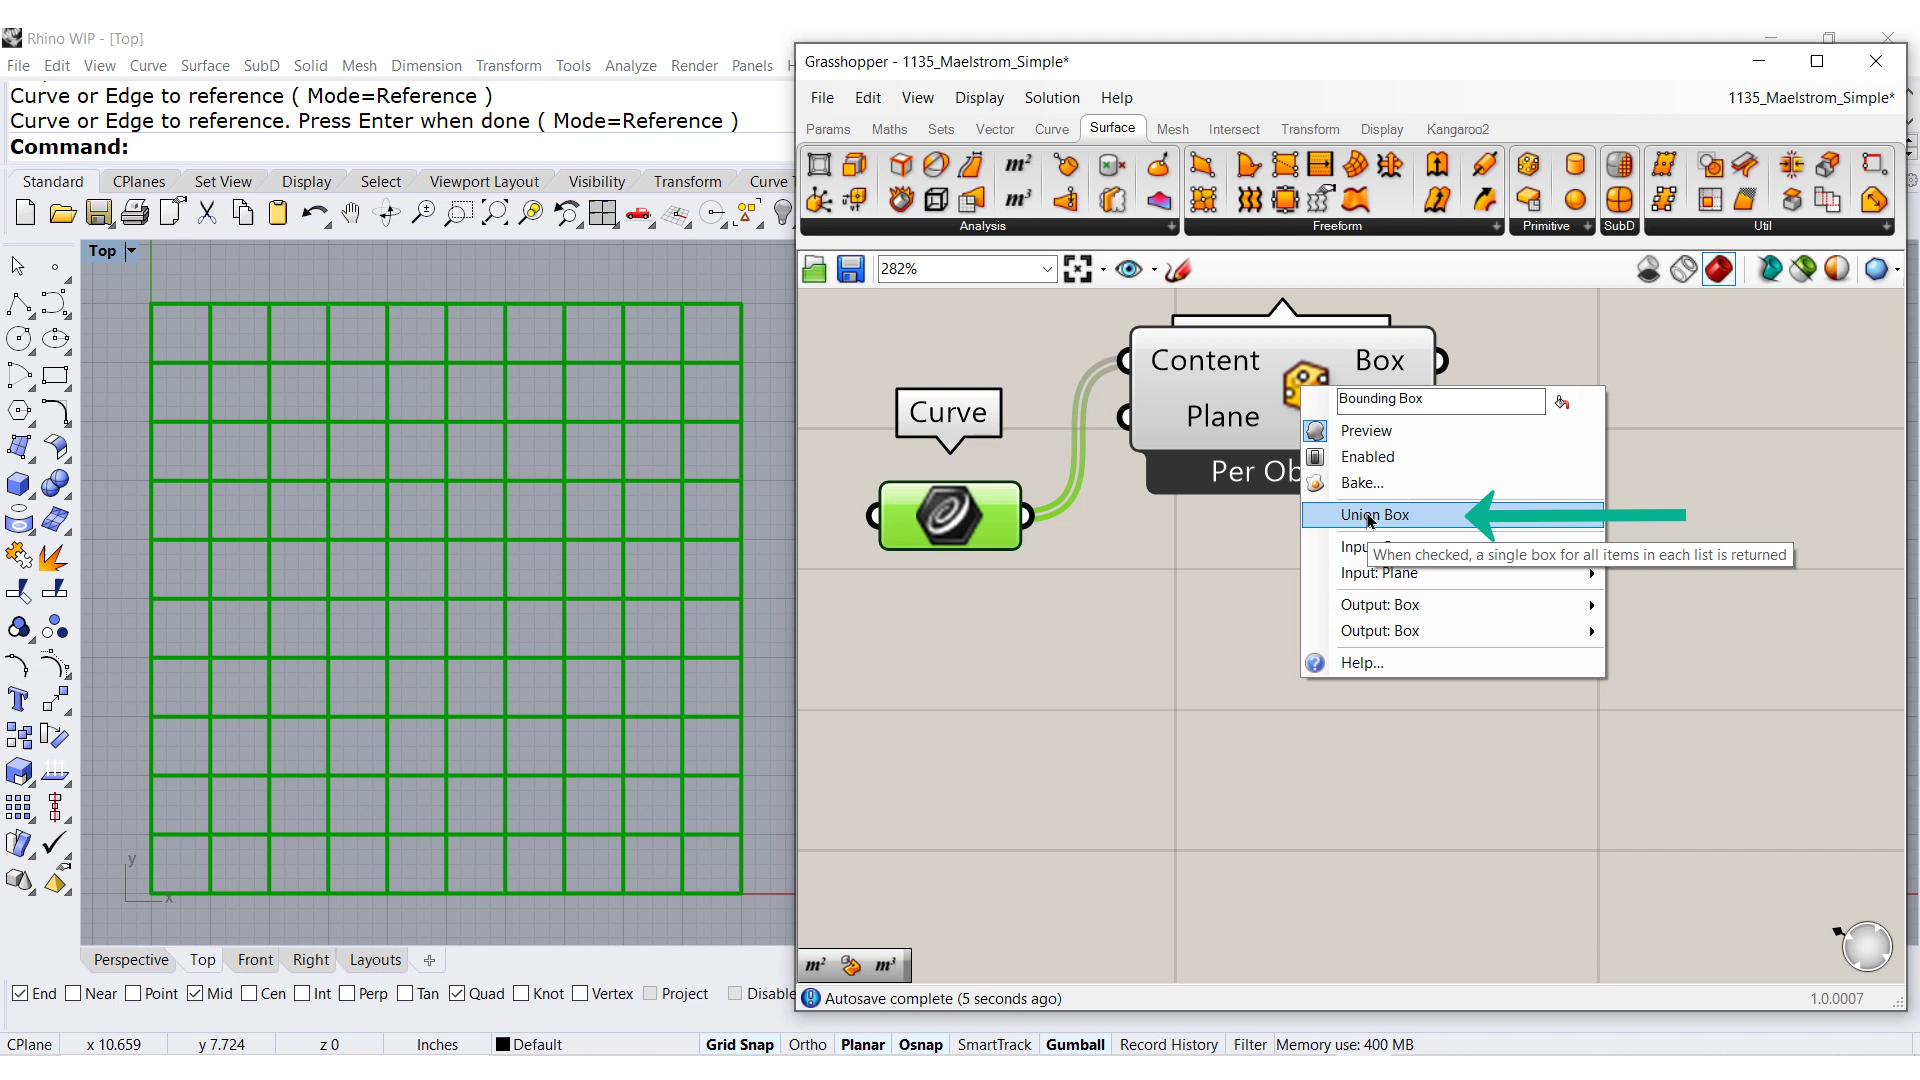 Rhino WIP - [Top]
File Edit View Curve Surface SubD Solid Mesh Dimension Transform Tools Analyze Render Panels
Curve or Edge to reference ( Mode=Reference )
Curve or Edge to reference. Press Enter when done ( Mode=Reference )
Command:
Standard CPlanes Set View Display Select Viewport Layout Visibility Transform Curve
Top
y
x
Perspective Top Front Right Layouts
End Near Point Mid Cen Int Perp Tan Quad Knot Vertex Project Disable
CPlane x 10.659 y 7.724 z 0 Inches Default Grid Snap Ortho Planar Osnap SmartTrack Gumball Record History Filter Memory use: 400 MB
Grasshopper - 1135_Maelstrom_Simple*
File Edit View Display Solution Help 1135_Maelstrom_Simple*
Params Maths Sets Vector Curve Surface Mesh Intersect Transform Display Kangaroo2
m²
m³
Analysis Freeform Primitive SubD Util
282%
Content Box
Plane
Per Ob
Curve
Bounding Box
Preview
Enabled
Bake...
Union Box
When checked, a single box for all items in each list is returned
Input: Plane
Output: Box
Output: Box
Help...
m² m³
Autosave complete (5 seconds ago) 1.0.0007